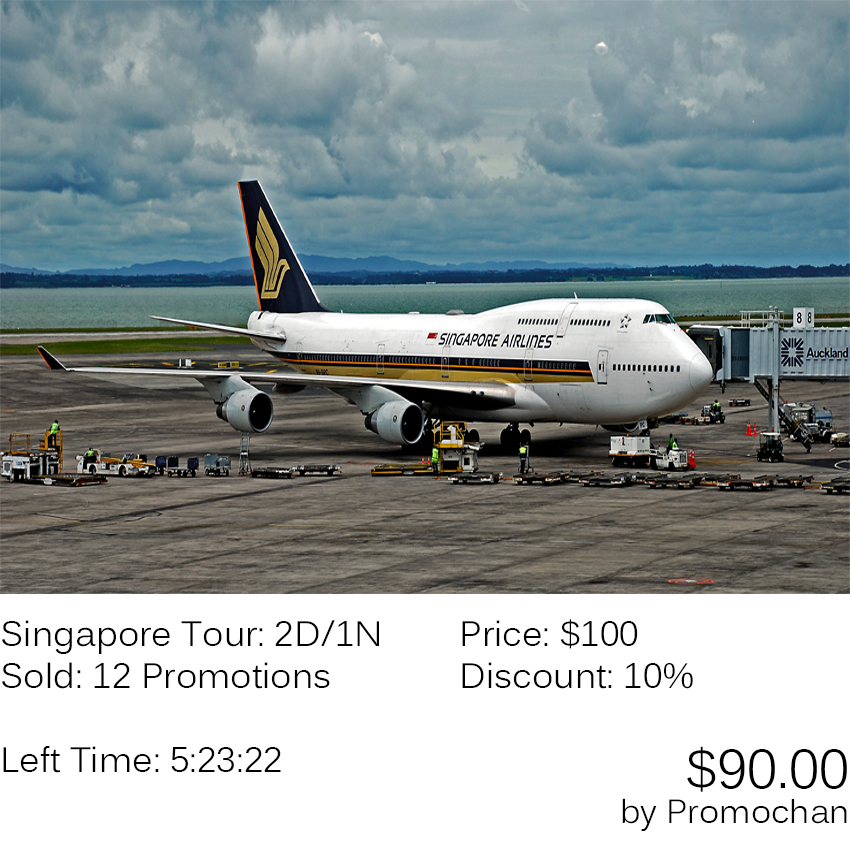 SINGAPORE AIRLINES
8 8
Auckland
Singapore Tour: 2D/1N
Price: $100
Sold: 12 Promotions
Discount: 10%
Left Time: 5:23:22
$90.00
by Promochan